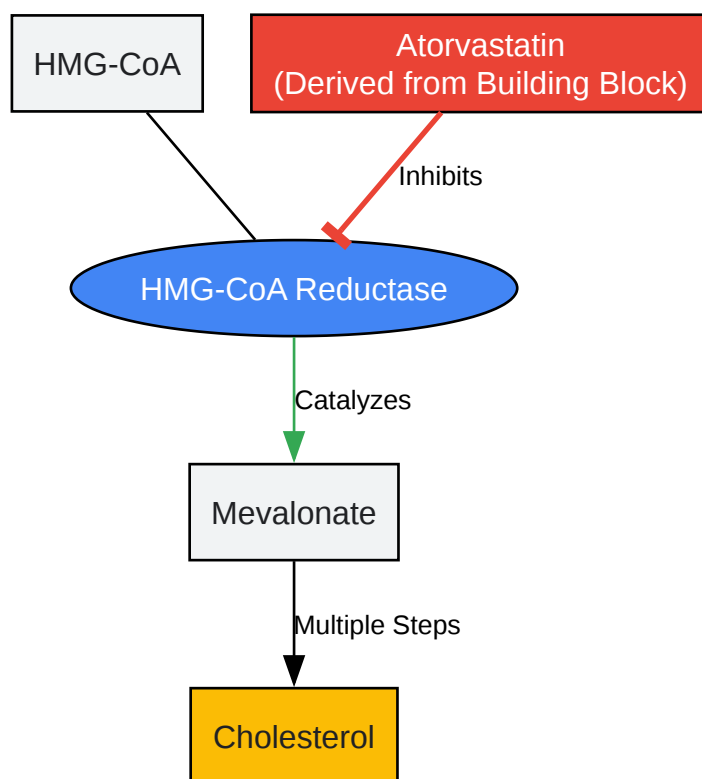 HMG-CoA
Atorvastatin
(Derived from Building Block)
Inhibits
HMG-CoA Reductase
Catalyzes
Mevalonate
Multiple Steps
Cholesterol